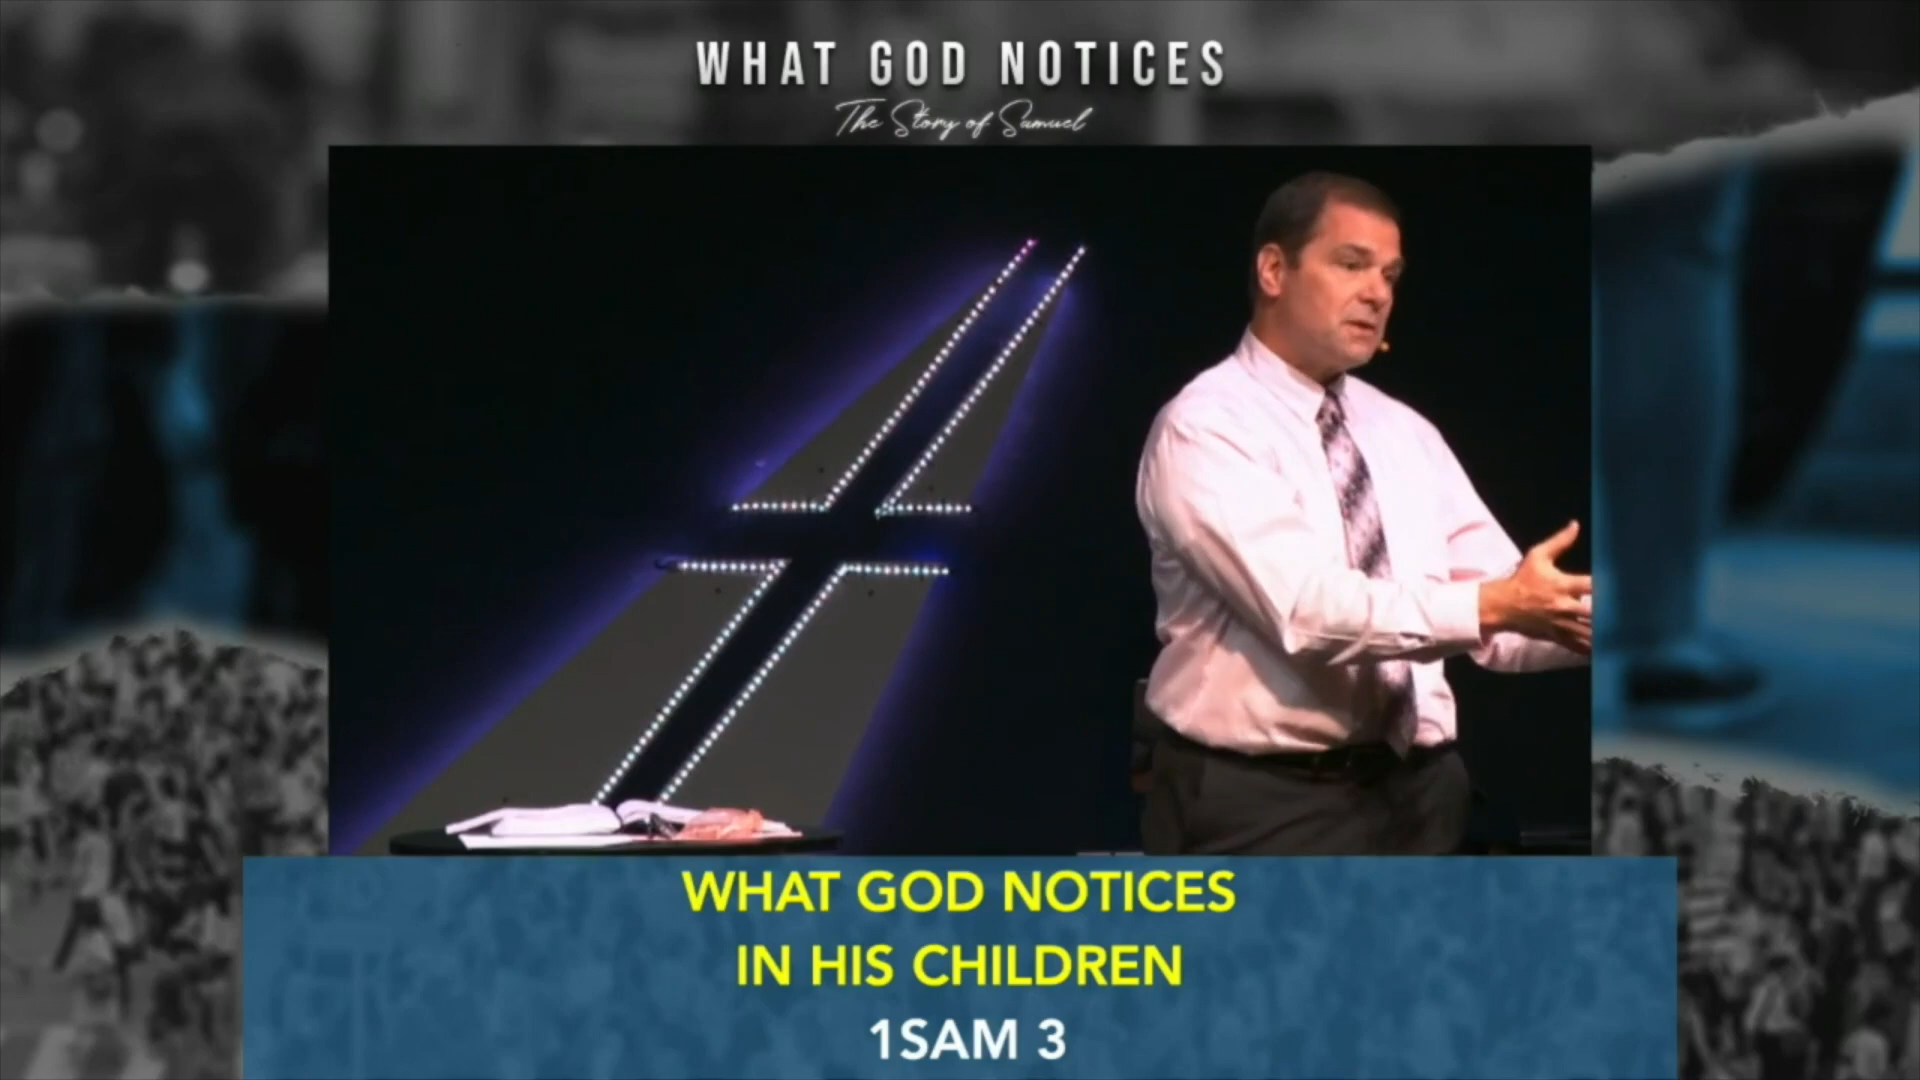 WHAT GOD NOTICES
The Story of Samuel
WHAT GOD NOTICES
IN HIS CHILDREN
1SAM 3